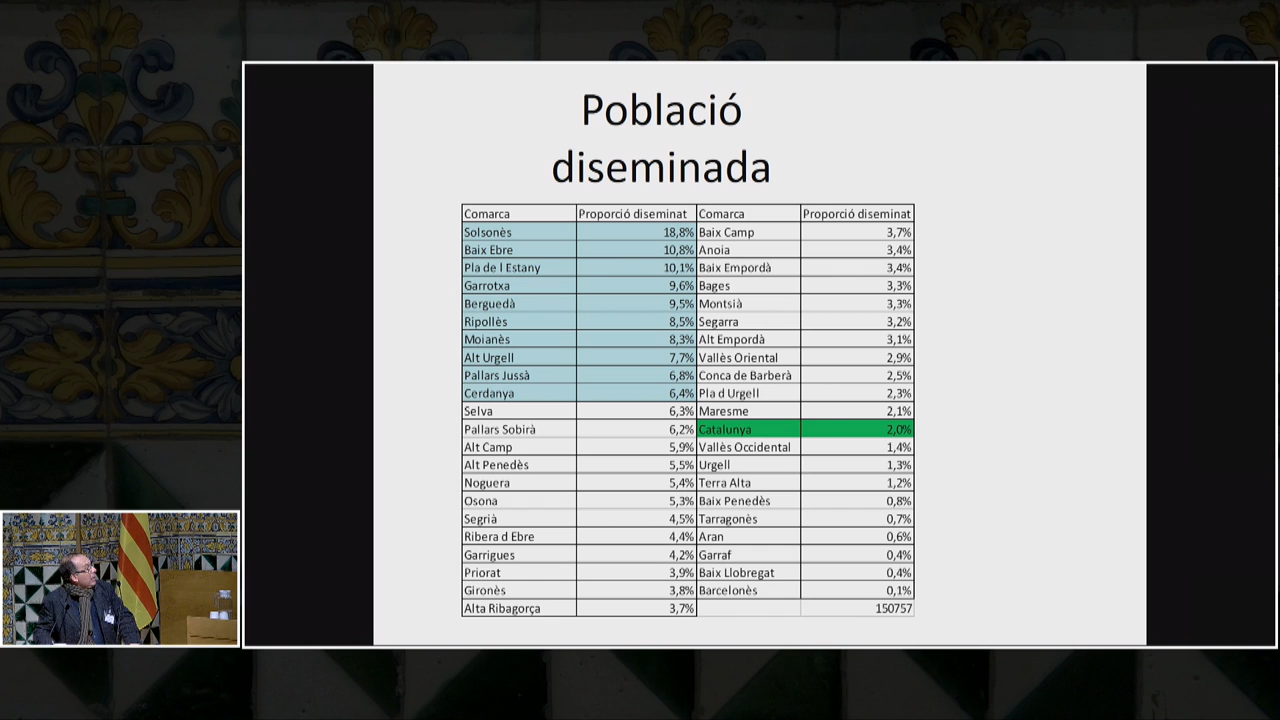 Població
diseminada
Comarca Proporció diseminat Comarca Proporció diseminat
Solsonès 18,8% Baix Camp 3,7%
Baix Ebre 10,8% Anoia 3,4%
Pla de l Estany 10,1% Baix Empordà 3,4%
Garrotxa 9,6% Bages 3,3%
Berguedà 9,5% Montsià 3,3%
Ripollès 8,5% Segarra 3,2%
Moianès 8,3% Alt Empordà 3,1%
Alt Urgell 7,7% Vallès Oriental 2,9%
Pallars Jussà 6,8% Conca de Barberà 2,5%
Cerdanya 6,4% Pla d Urgell 2,3%
Selva 6,3% Maresme 2,1%
Pallars Sobirà 6,2% Catalunya 2,0%
Alt Camp 5,9% Vallès Occidental 1,4%
Alt Penedès 5,5% Urgell 1,3%
Noguera 5,4% Terra Alta 1,2%
Osona 5,3% Baix Penedès 0,8%
Segrià 4,5% Tarragonès 0,7%
Ribera d Ebre 4,4% Aran 0,6%
Garrigues 4,2% Garraf 0,4%
Priorat 3,9% Baix Llobregat 0,4%
Gironès 3,8% Barcelonès 0,1%
Alta Ribagorça 3,7% 150757